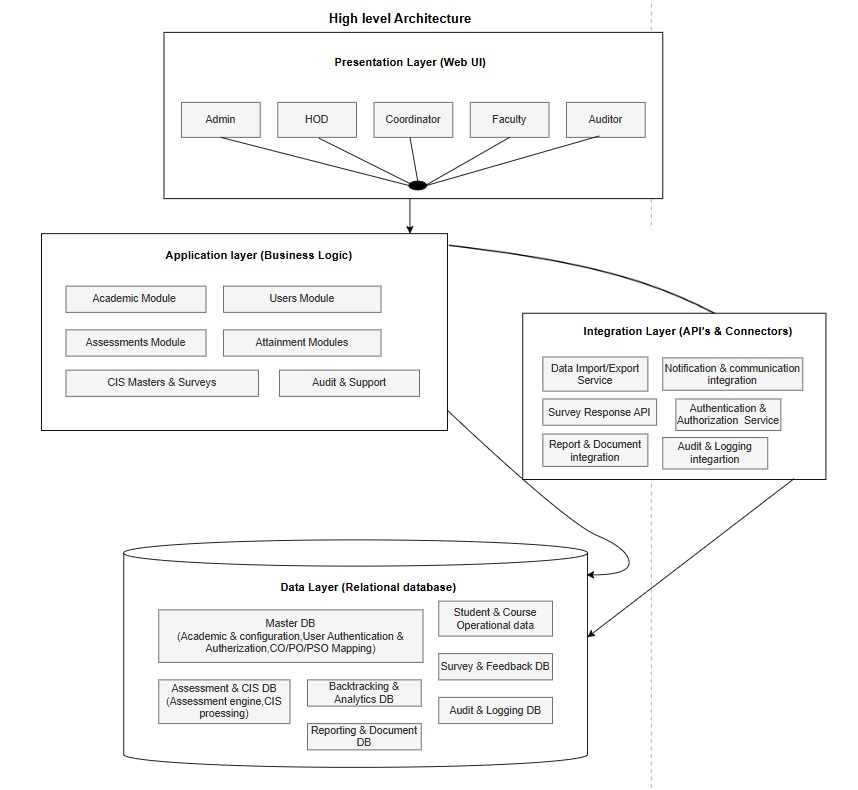 High level Architecture
Presentation Layer (Web UI)
Admin
HOD
Coordinator
Faculty
Auditor
Application layer (Business Logic)
Academic Module
Users Module
Assessments Module
Attainment Modules
CIS Masters & Surveys
Audit & Support
Integration Layer (API's & Connectors)
Data Import/Export
Service
Notification & communication
integration
Survey Response API
Authentication &
Authorization Service
Report & Document
integration
Audit & Logging
integartion
Data Layer (Relational database)
Master DB
(Academic & configuration,User Authentication &
Autherization,CO/PO/PSO Mapping)
Student & Course
Operational data
Survey & Feedback DB
Assessment & CIS DB
(Assessment engine,CIS
proessing)
Backtracking &
Analytics DB
Audit & Logging DB
Reporting & Document
DB